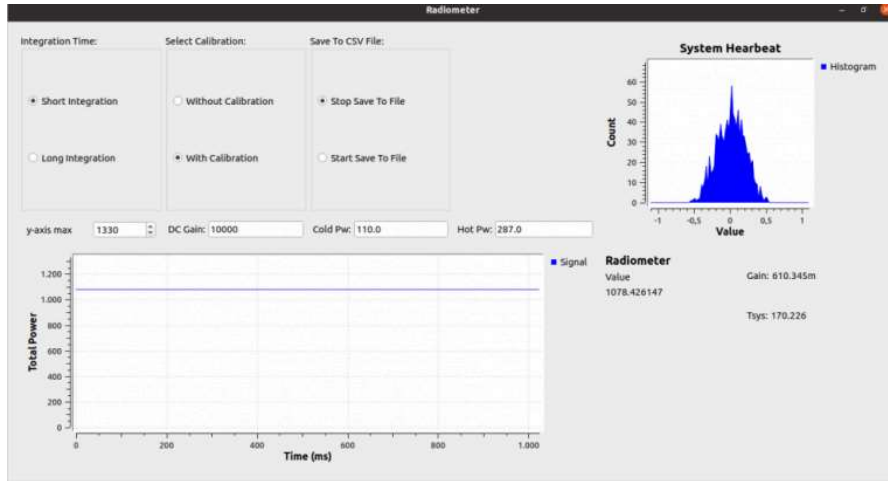 Radiometer
Integration Time:
Select Calibration:
Save To CSV File:
Short Integration
Without Calibration
Stop Save To File
Long Integration
With Calibration
Start Save To File
System Hearbeat
Histogram
Count
60
50
40
30
20
10
0
-1
-0,5
0
0,5
1
Value
y-axis max
1330
DC Gain: 10000
Cold Pw: 110.0
Hot Pw: 287.0
Signal
Total Power
1.200
1.000
800
600
400
200
0
0
200
400
600
800
1.000
Time (ms)
Radiometer
Value
1078.426147
Gain: 610.345m
Tsys: 170.226